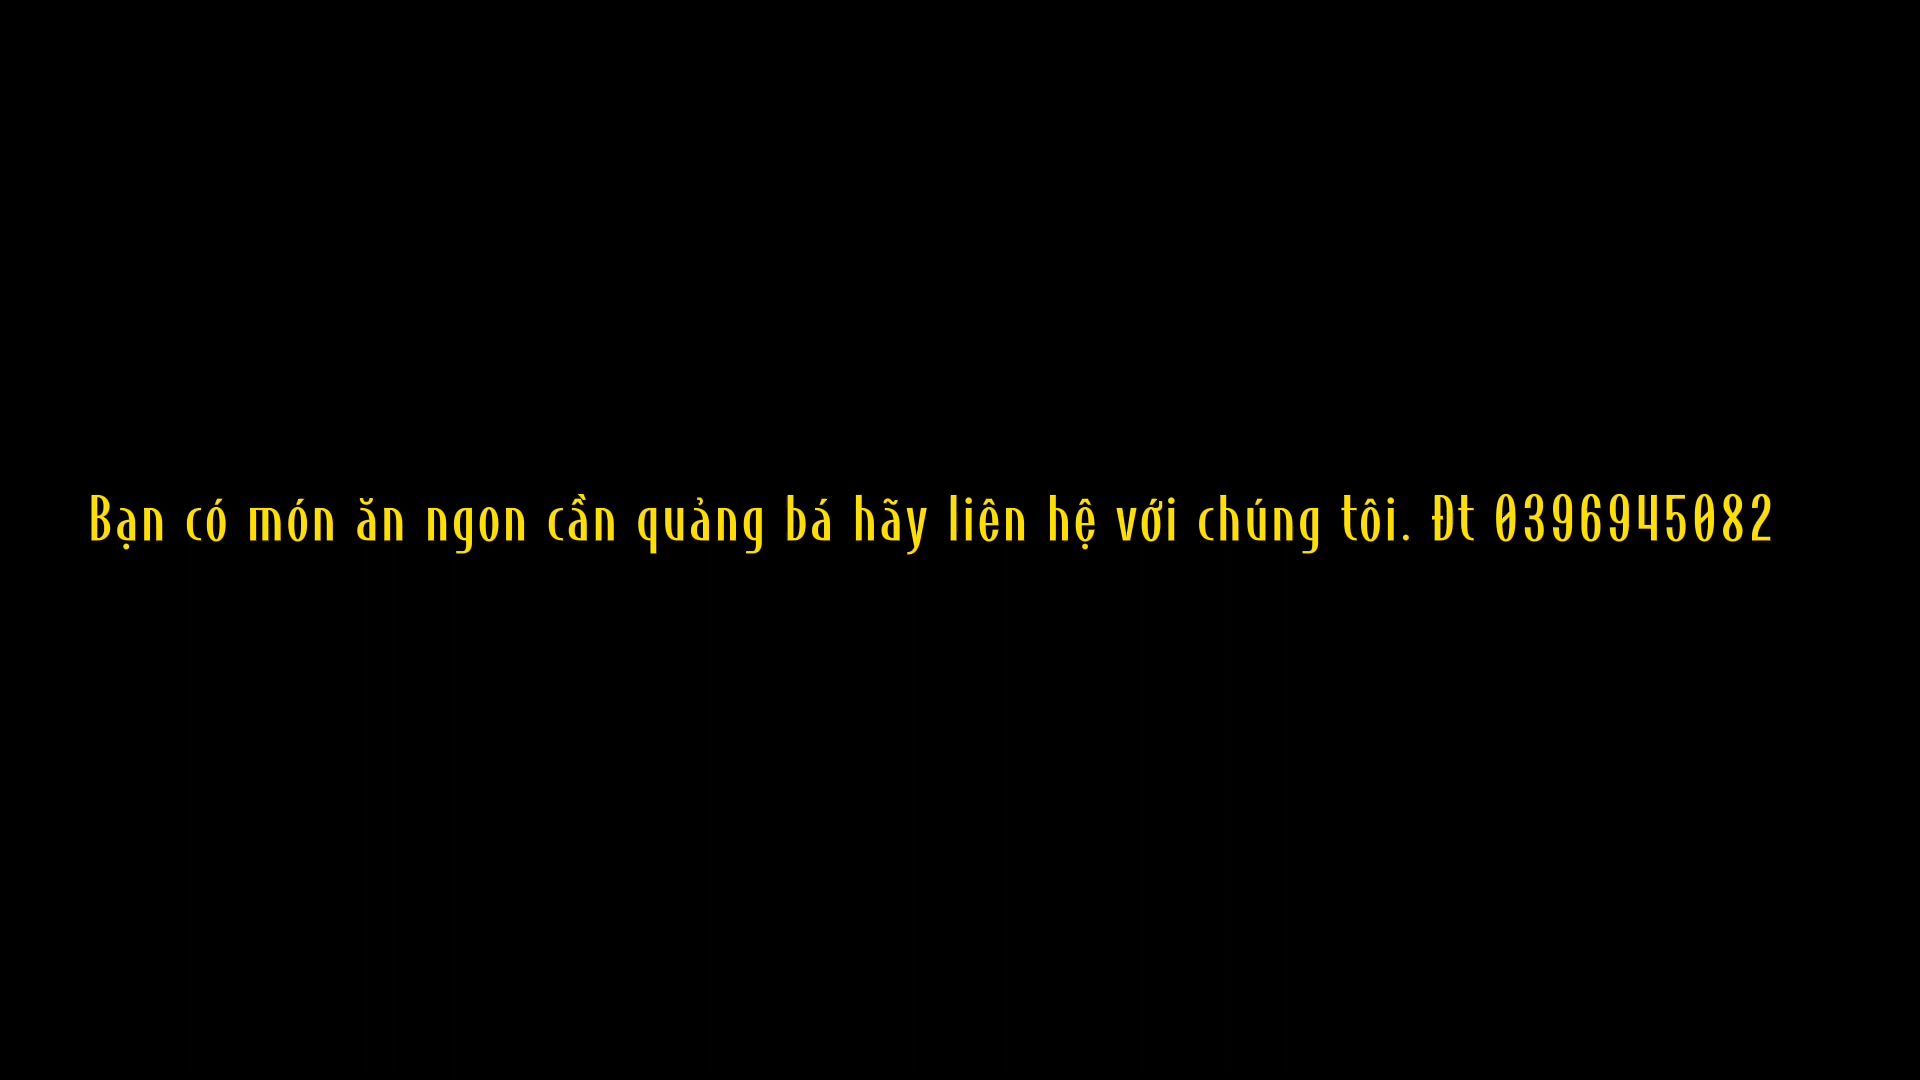 Bạn có món ăn ngon cần quảng bá hãy liên hệ với chúng tôi. Đt 0396945082